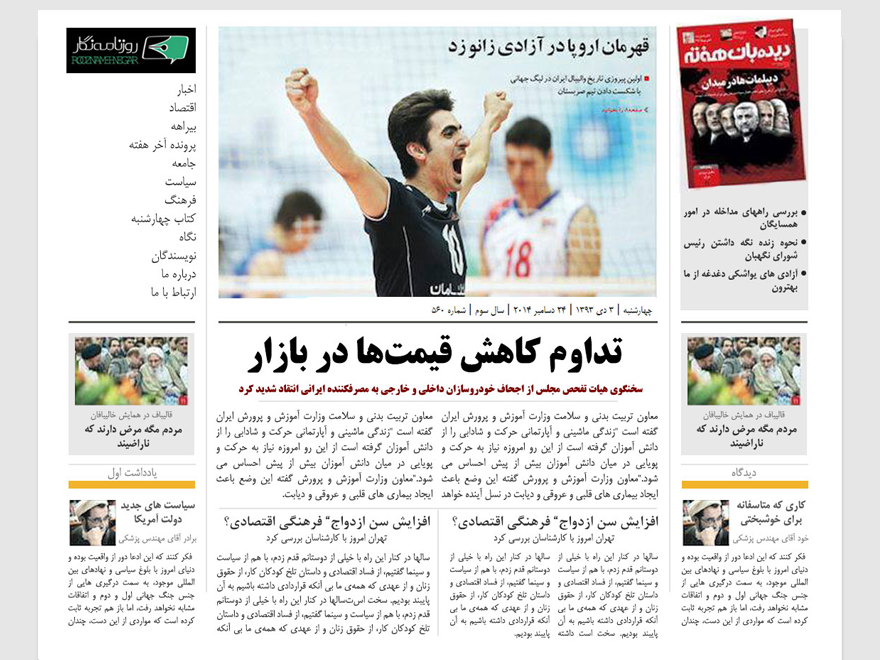 دیده‌بان هفته
دیپلمات‌ها در میدان
بررسی راههای مداخله در امور
همسایگان
نحوه زنده نگه داشتن رئیس
شورای نگهبان
آزادی های یواشکی دغدغه از ما
بهترون
قهرمان اروپا در آزادی زانو زد
اولین پیروزی تاریخ والیبال ایران در لیگ جهانی
با شکست دادن تیم صربستان
صفحه ۸ را بخوانید
10
18
سامان
چهارشنبه | ۳ دی ۱۳۹۳ | ۲۴ دسامبر ۲۰۱۴ | سال سوم | شماره ۵۶۰
روزنامه‌نگار
ROOZNAMEHNEGAR
اخبار
اقتصاد
بیراهه
پرونده آخر هفته
جامعه
سیاست
فرهنگ
کتاب چهارشنبه
نگاه
نویسندگان
درباره ما
ارتباط با ما
قالیباف در همایش خالیبافان
مردم مگه مرض دارند که
ناراضیند
دیدگاه
کاری که متاسفانه
برای خوشبختی
خود آقای مهندس پزشکی
فکر کنند که این ادعا دور از واقعیت بوده و
دنیای امروز با بلوغ سیاسی و نهادهای بین
المللی موجود، به سمت درگیری هایی از
جنس جنگ جهانی اول و دوم و اتفاقات
مشابه نخواهد رفت، اما باز هم تجربه ثابت
کرده است که مواردی از این دست، چندان
تداوم کاهش قیمت‌ها در بازار
سخنگوی هیات تفحص مجلس از اجحاف خودروسازان داخلی و خارجی به مصرفکننده ایرانی انتقاد شدید کرد
معاون تربیت بدنی و سلامت وزارت آموزش و پرورش ایران
گفته است "زندگی ماشینی و آپارتمانی حرکت و شادابی را از
دانش آموزان گرفته است از این رو امروزه نیاز به حرکت و
پویایی در میان دانش آموزان بیش از پیش احساس می
شود."معاون وزارت آموزش و پرورش گفته این وضع باعث
ایجاد بیماری های قلبی و عروقی و دیابت در نسل آینده خواهد
معاون تربیت بدنی و سلامت وزارت آموزش و پرورش ایران
گفته است "زندگی ماشینی و آپارتمانی حرکت و شادابی را از
دانش آموزان گرفته است از این رو امروزه نیاز به حرکت و
پویایی در میان دانش آموزان بیش از پیش احساس می
شود."معاون وزارت آموزش و پرورش گفته این وضع باعث
ایجاد بیماری های قلبی و عروقی و دیابت.
افزایش سن ازدواج" فرهنگی اقتصادی؟
تهران امروز با کارشناسان بررسی کرد
سالها در کنار این راه با خیلی از
دوستانم قدم زدم، با هم از سیاست
و سینما گفتیم، از فساد اقتصادی و
داستان تلخ کودکان کار، از حقوق
زنان و از عهدی که همه‌ی ما بی
آنکه قراردادی داشته باشیم به آن
پایبند بودیم. سخت است داشته
سالها در کنار این راه با خیلی از
دوستانم قدم زدم، با هم از سیاست
و سینما گفتیم، از فساد اقتصادی و
داستان تلخ کودکان کار، از حقوق
زنان و از عهدی که همه‌ی ما بی
آنکه قراردادی داشته باشیم به آن
پایبند بودیم.
افزایش سن ازدواج" فرهنگی اقتصادی؟
تهران امروز با کارشناسان بررسی کرد
سالها در کنار این راه با خیلی از دوستانم قدم زدم، با هم از سیاست
و سینما گفتیم، از فساد اقتصادی و داستان تلخ کودکان کار، از حقوق
زنان و از عهدی که همه‌ی ما بی آنکه قراردادی داشته باشیم به آن
پایبند بودیم. سخت است‌سالها در کنار این راه با خیلی از دوستانم
قدم زدم، با هم از سیاست و سینما گفتیم، از فساد اقتصادی و داستان
تلخ کودکان کار، از حقوق زنان و از عهدی که همه‌ی ما بی آنکه
قالیباف در همایش خالیبافان
مردم مگه مرض دارند که
ناراضیند
یادداشت اول
سیاست های جدید
دولت آمریکا
برادر آقای مهندس پزشکی
فکر کنند که این ادعا دور از واقعیت بوده و
دنیای امروز با بلوغ سیاسی و نهادهای بین
المللی موجود، به سمت درگیری هایی از
جنس جنگ جهانی اول و دوم و اتفاقات
مشابه نخواهد رفت، اما باز هم تجربه ثابت
کرده است که مواردی از این دست، چندان